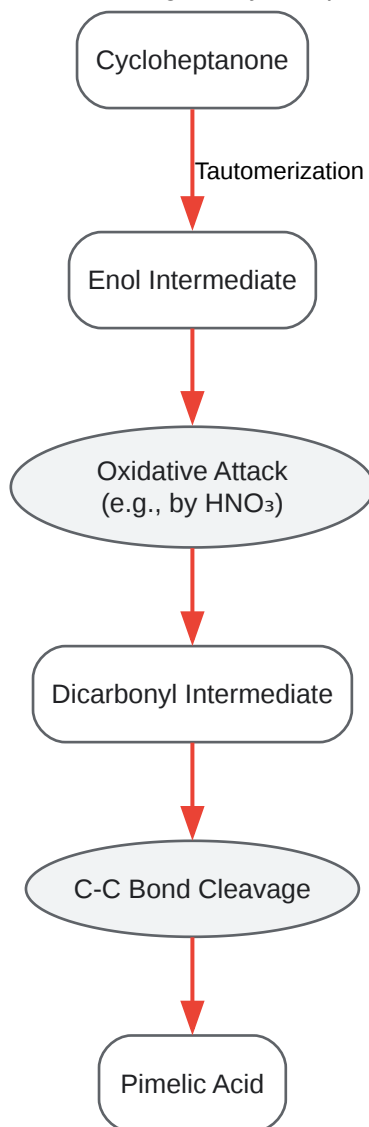 Cycloheptanone
Tautomerization
Enol Intermediate
Oxidative Attack
(e.g., by HNO₃)
Dicarbonyl Intermediate
C-C Bond Cleavage
Pimelic Acid